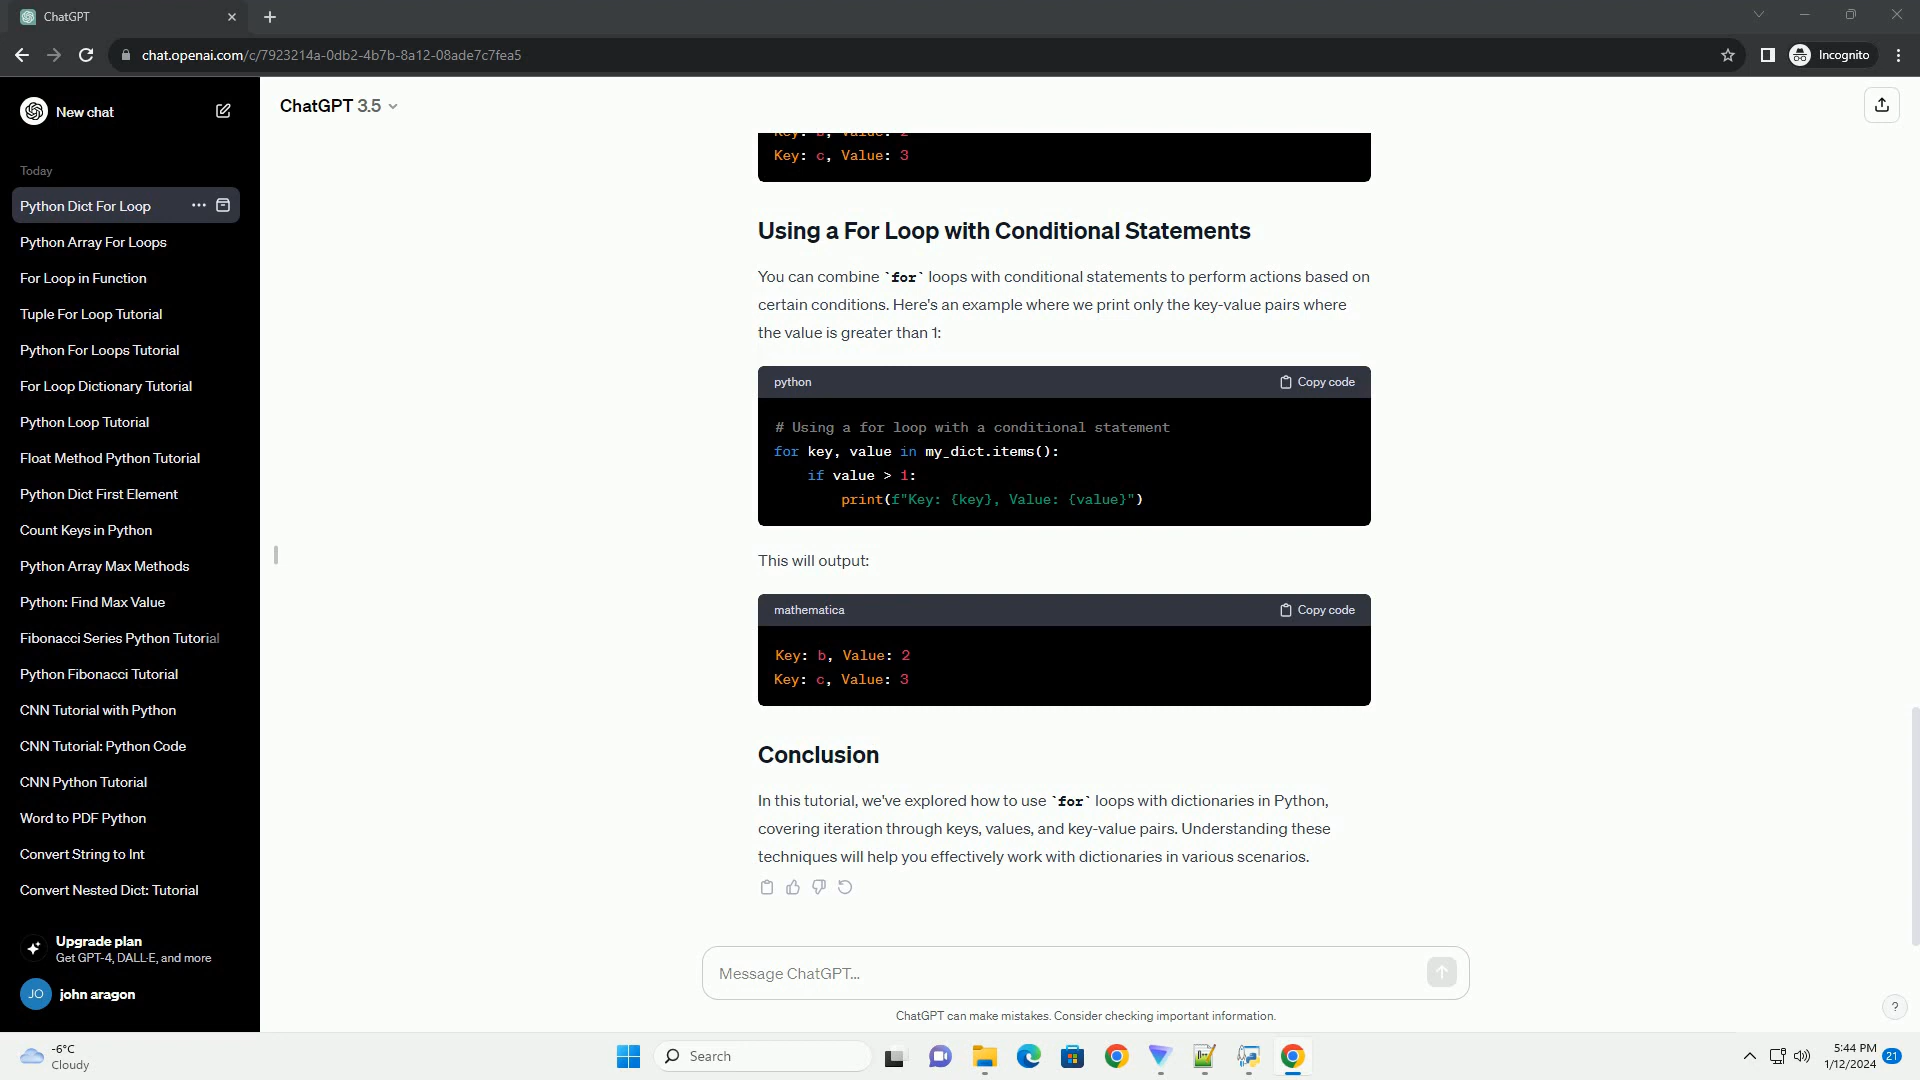 ChatGPT
chat.openai.com/c/7923214a-0db2-4b7b-8a12-08ade7c7fea5
Incognito
New chat
ChatGPT 3.5
Today
Python Dict For Loop
Python Array For Loops
For Loop in Function
Tuple For Loop Tutorial
Python For Loops Tutorial
For Loop Dictionary Tutorial
Python Loop Tutorial
Float Method Python Tutorial
Python Dict First Element
Count Keys in Python
Python Array Max Methods
Python: Find Max Value
Fibonacci Series Python Tutorial
Python Fibonacci Tutorial
CNN Tutorial with Python
CNN Tutorial: Python Code
CNN Python Tutorial
Word to PDF Python
Convert String to Int
Convert Nested Dict: Tutorial
Upgrade plan
Get GPT-4, DALL·E, and more
JO
john aragon
Key: b, Value: 2
Key: c, Value: 3
Using a For Loop with Conditional Statements
You can combine `for` loops with conditional statements to perform actions based on
certain conditions. Here's an example where we print only the key-value pairs where
the value is greater than 1:
python
Copy code
# Using a for loop with a conditional statement
for key, value in my_dict.items():
    if value > 1:
        print(f"Key: {key}, Value: {value}")
This will output:
mathematica
Copy code
Key: b, Value: 2
Key: c, Value: 3
Conclusion
In this tutorial, we've explored how to use `for` loops with dictionaries in Python,
covering iteration through keys, values, and key-value pairs. Understanding these
techniques will help you effectively work with dictionaries in various scenarios.
Message ChatGPT...
ChatGPT can make mistakes. Consider checking important information.
?
-6°C
Cloudy
Search
5:44 PM
1/12/2024
21